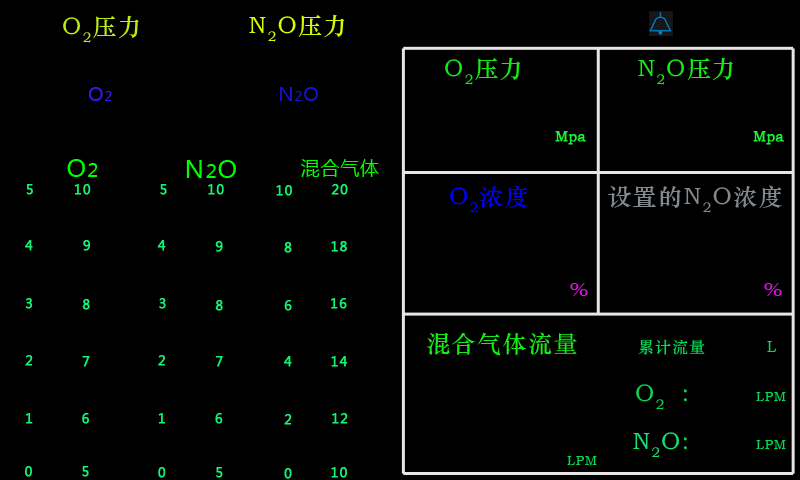 O₂压力 N₂O压力
O₂ N₂O
O₂ N₂O 混合气体
5 10 5 10 10 20
4 9 4 9 8 18
3 8 3 8 6 16
2 7 2 7 4 14
1 6 1 6 2 12
0 5 0 5 0 10
O₂压力 N₂O压力
Mpa Mpa
O₂浓度 设置的N₂O浓度
% %
混合气体流量 累计流量 L
O₂ : LPM
N₂O: LPM
LPM